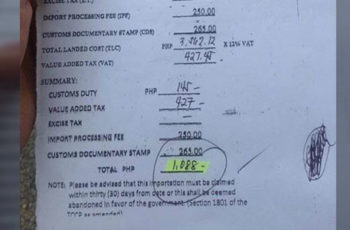 IMPORT PROCESSING FEE (IPF) 250.00
CUSTOMS DOCUMENTARY STAMP (CDS) 265.00
TOTAL LANDED COST (TLC) PHP X 12% VAT
VALUE ADDED TAX (VAT) 427.45
SUMMARY:
CUSTOMS DUTY PHP 145 -
VALUE ADDED TAX 427 -
EXCISE TAX -
IMPORT PROCESSING FEE 250.00
CUSTOMS DOCUMENTARY STAMP 265.00
TOTAL PHP 1,088 -
NOTE: Please be advised that this importation must be claimed
within thirty (30) days from date or this shall be deemed
abandoned in favor of the government. (Section 1801 of the
TCCP as amended)